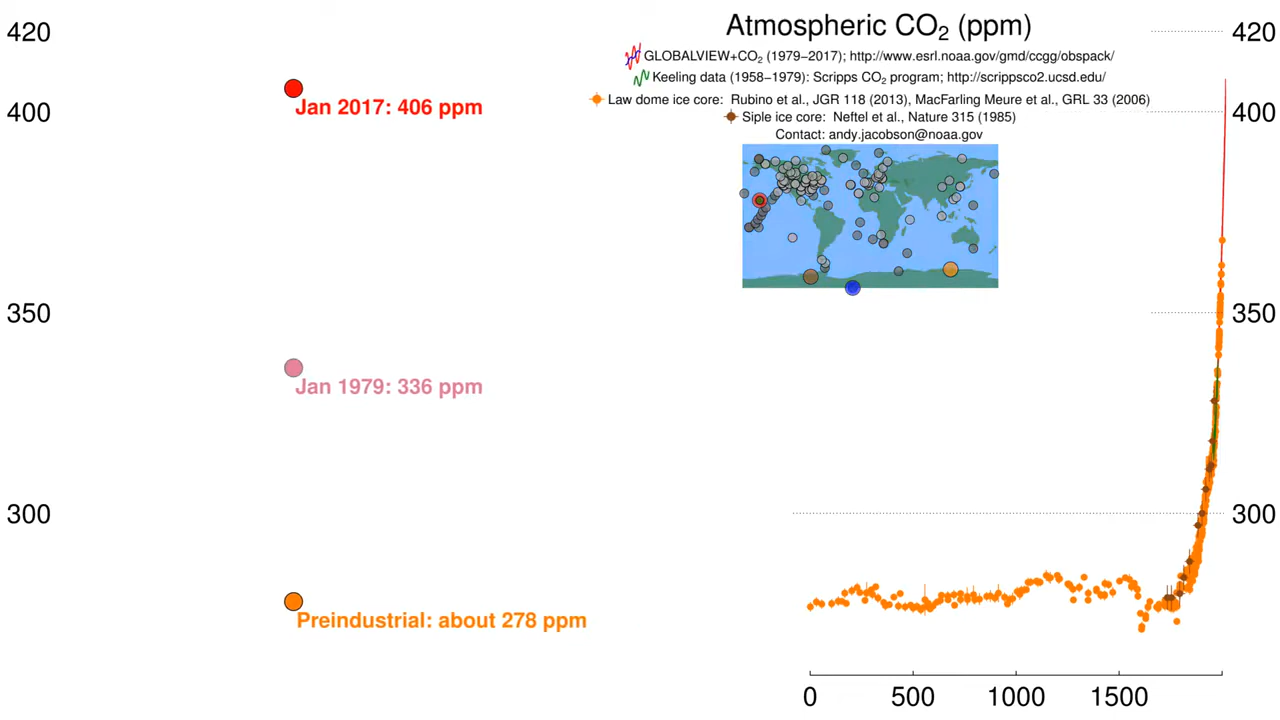 Atmospheric CO₂ (ppm)
GLOBALVIEW+CO₂ (1979−2017); http://www.esrl.noaa.gov/gmd/ccgg/obspack/
Keeling data (1958−1979): Scripps CO₂ program; http://scrippsco2.ucsd.edu/
Law dome ice core: Rubino et al., JGR 118 (2013), MacFarling Meure et al., GRL 33 (2006)
Siple ice core: Neftel et al., Nature 315 (1985)
Contact: andy.jacobson@noaa.gov
420
400
350
300
Jan 2017: 406 ppm
Jan 1979: 336 ppm
Preindustrial: about 278 ppm
420
400
350
300
0 500 1000 1500